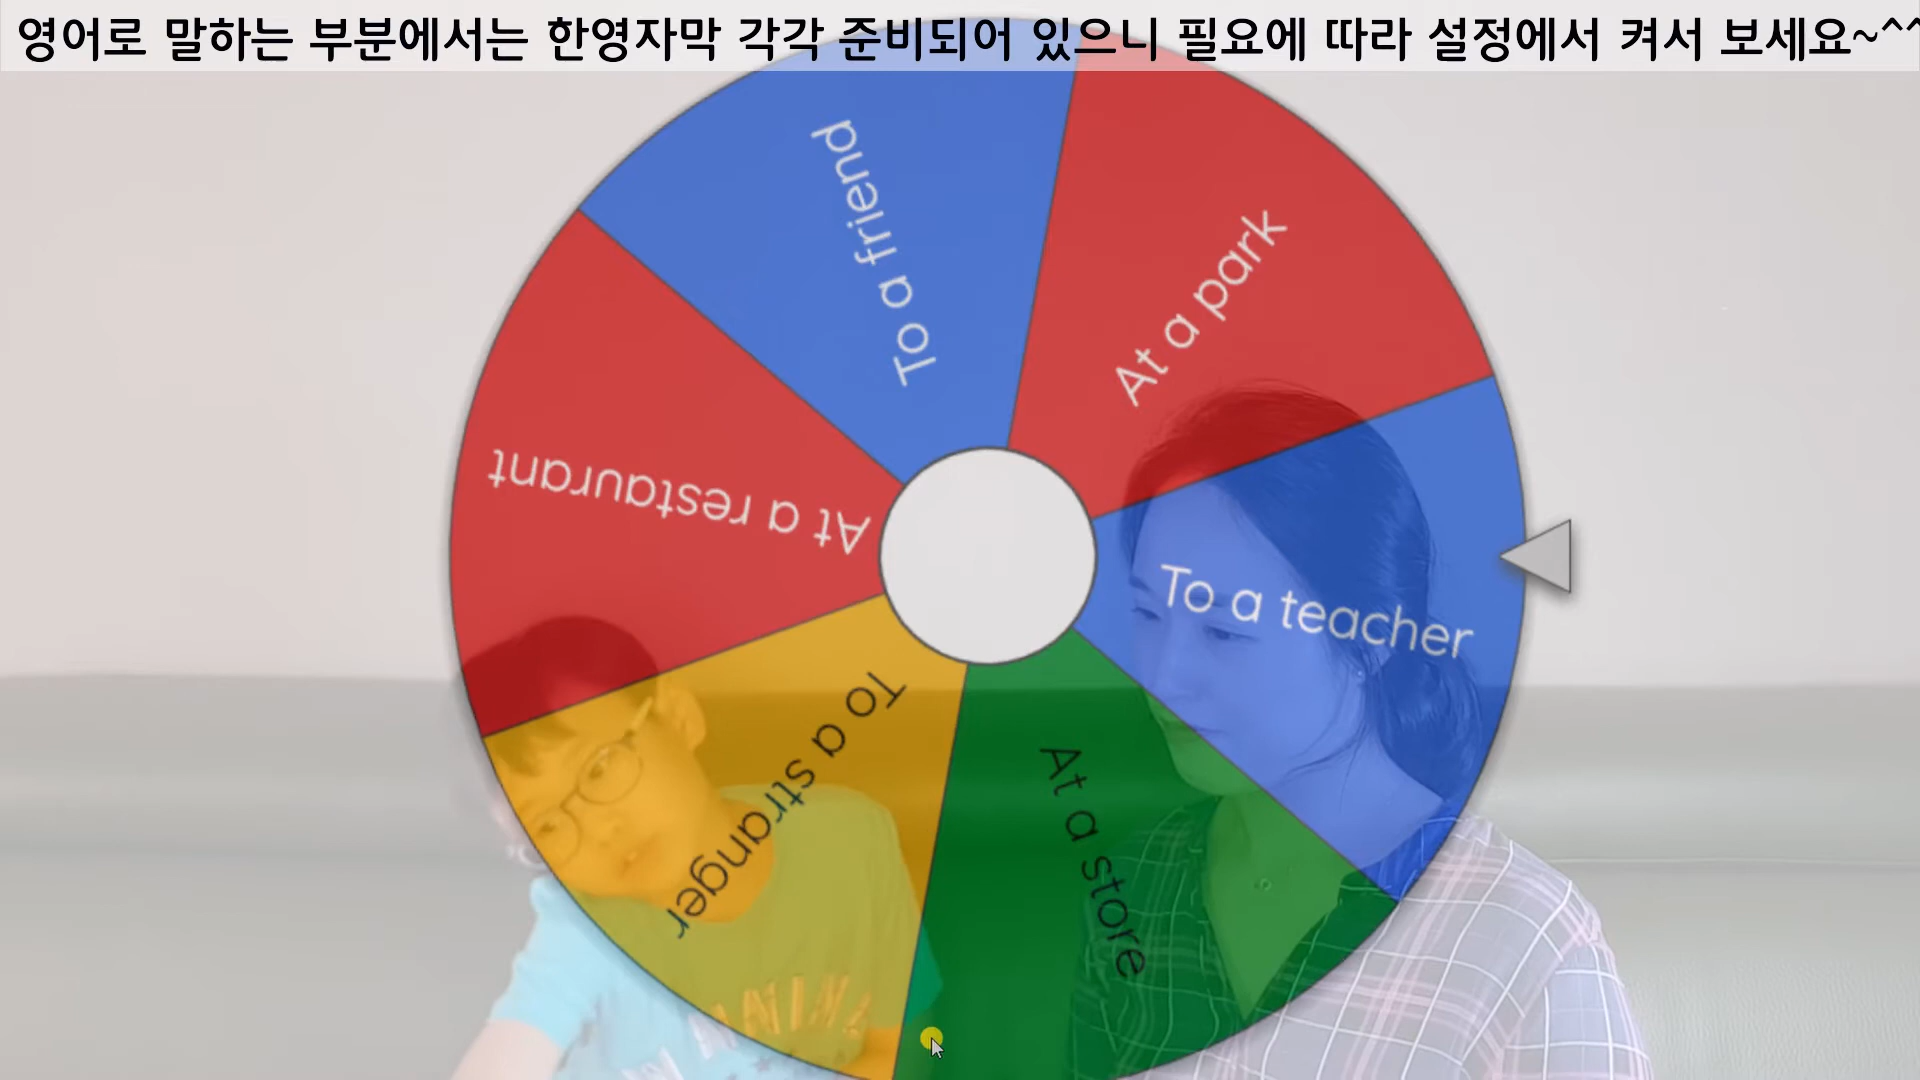 영어로 말하는 부분에서는 한영자막 각각 준비되어 있으니 필요에 따라 설정에서 켜서 보세요~^^
To a friend
At a park
At a restaurant
To a teacher
To a stranger
At a store